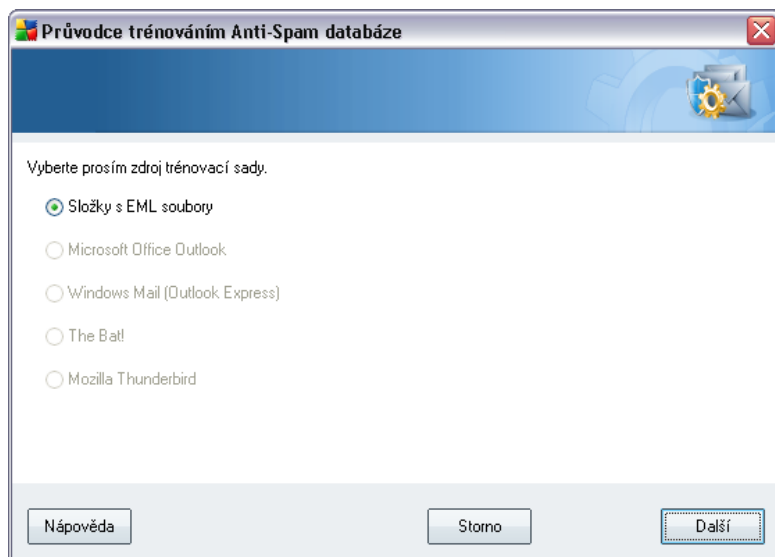 Průvodce trénováním Anti-Spam databáze
Vyberte prosím zdroj trénovací sady.
Složky s EML soubory
Microsoft Office Outlook
Windows Mail (Outlook Express)
The Bat!
Mozilla Thunderbird
Nápověda
Storno
Další